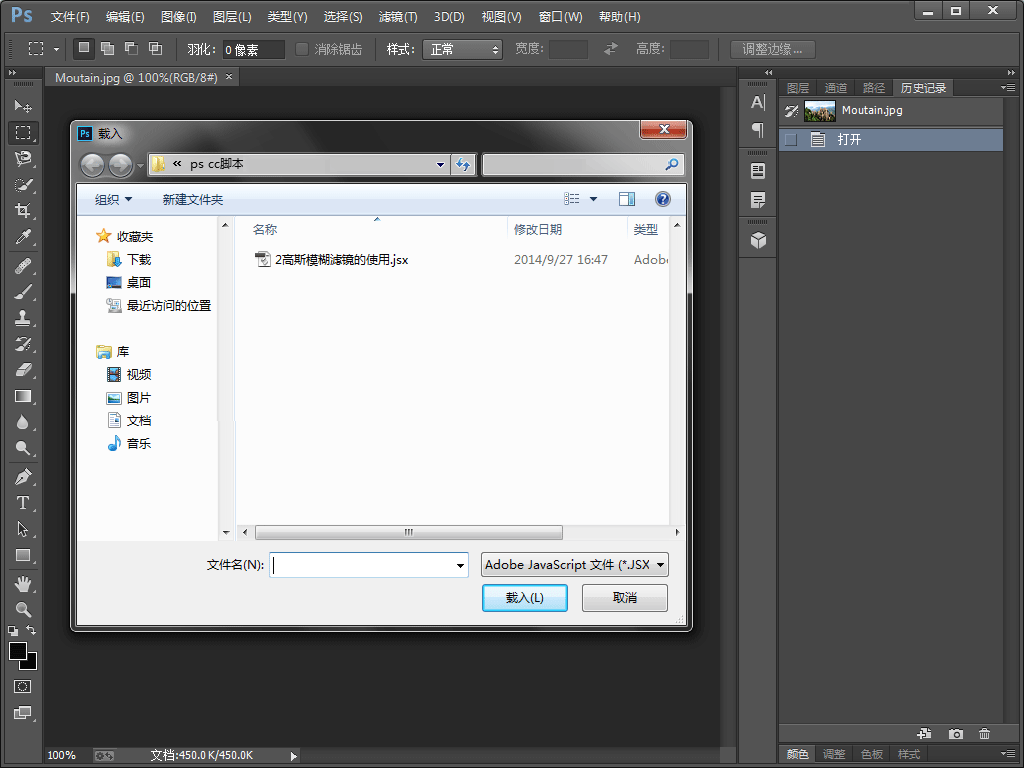 Ps 文件(F) 编辑(E) 图像(I) 图层(L) 类型(Y) 选择(S) 滤镜(T) 3D(D) 视图(V) 窗口(W) 帮助(H)
羽化: 0 像素 消除锯齿 样式: 正常 宽度: 高度: 调整边缘...
Moutain.jpg @ 100%(RGB/8#) ×
图层 通道 路径 历史记录
Moutain.jpg
打开
Ps 载入
« ps cc脚本
组织 新建文件夹
收藏夹
下载
桌面
最近访问的位置
库
视频
图片
文档
音乐
名称 修改日期 类型
2高斯模糊滤镜的使用.jsx 2014/9/27 16:47 Adob
文件名(N):
Adobe JavaScript 文件 (*.JSX
载入(L) 取消
100% 文档:450.0K/450.0K
颜色 调整 色板 样式